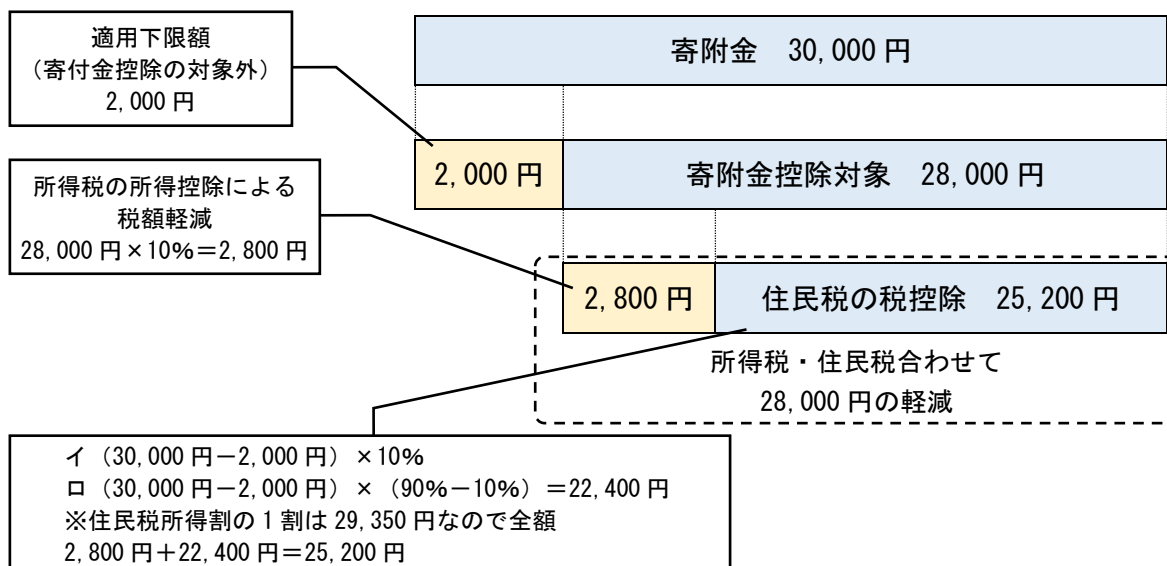 適用下限額
（寄付金控除の対象外）
2,000 円
寄附金　30,000 円
2,000 円
寄附金控除対象　28,000 円
所得税の所得控除による
税額軽減
28,000 円×10％＝2,800 円
2,800 円
住民税の税控除　25,200 円
所得税・住民税合わせて
28,000 円の軽減
イ（30,000 円－2,000 円）×10％
ロ（30,000 円－2,000 円）×（90％－10％）＝22,400 円
※住民税所得割の 1 割は 29,350 円なので全額
2,800 円＋22,400 円＝25,200 円